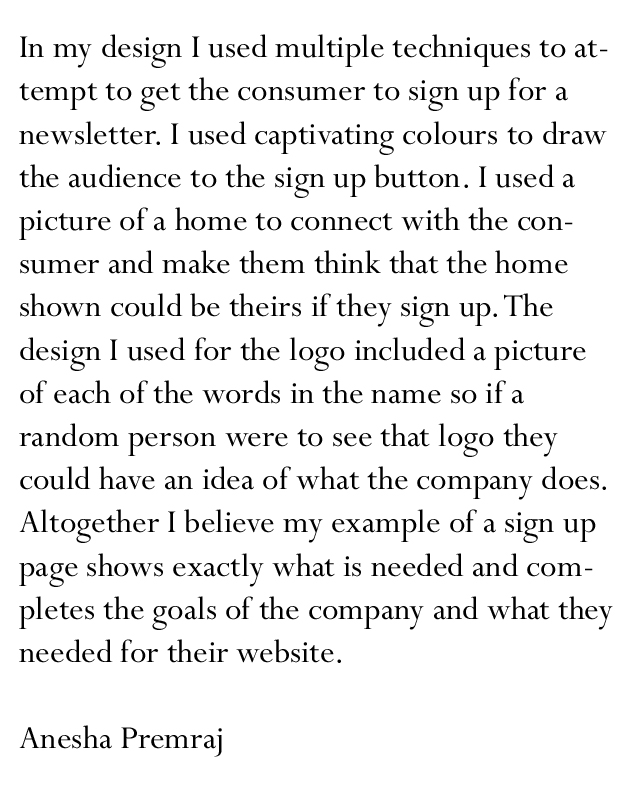 In my design I used multiple techniques to at-
tempt to get the consumer to sign up for a
newsletter. I used captivating colours to draw
the audience to the sign up button. I used a
picture of a home to connect with the con-
sumer and make them think that the home
shown could be theirs if they sign up. The
design I used for the logo included a picture
of each of the words in the name so if a
random person were to see that logo they
could have an idea of what the company does.
Altogether I believe my example of a sign up
page shows exactly what is needed and com-
pletes the goals of the company and what they
needed for their website.
Anesha Premraj